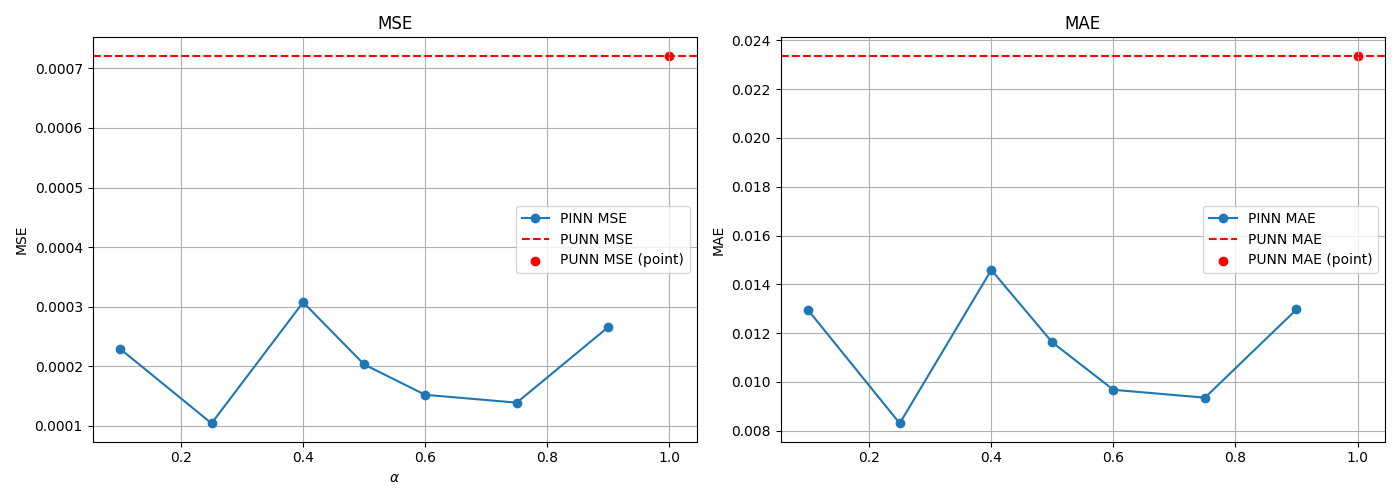 MSE
0.0007
0.0006
0.0005
0.0004
0.0003
0.0002
0.0001
MSE
PINN MSE
PUNN MSE
PUNN MSE (point)
0.2 0.4 0.6 0.8 1.0
α
MAE
0.024
0.022
0.020
0.018
0.016
0.014
0.012
0.010
0.008
MAE
PINN MAE
PUNN MAE
PUNN MAE (point)
0.2 0.4 0.6 0.8 1.0